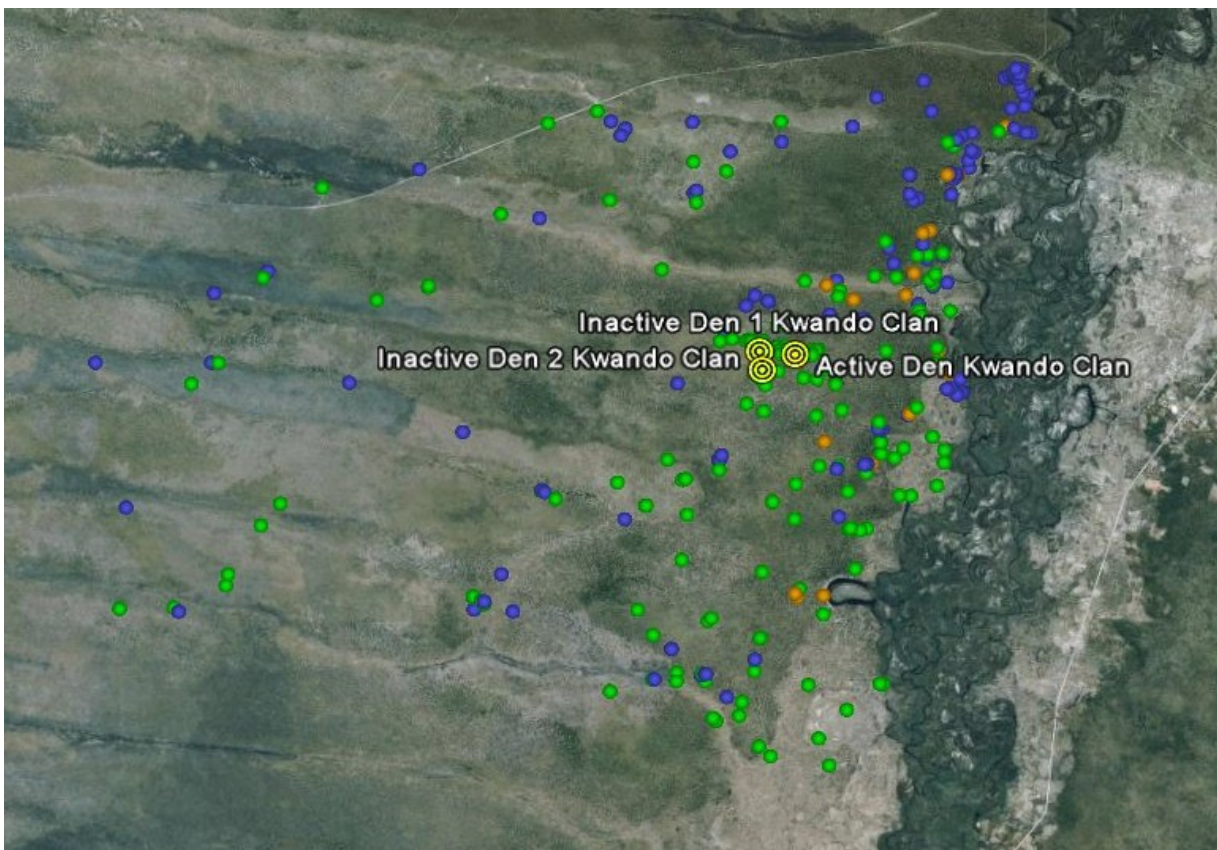 Inactive Den 1 Kwando Clan
Inactive Den 2 Kwando Clan
Active Den Kwando Clan